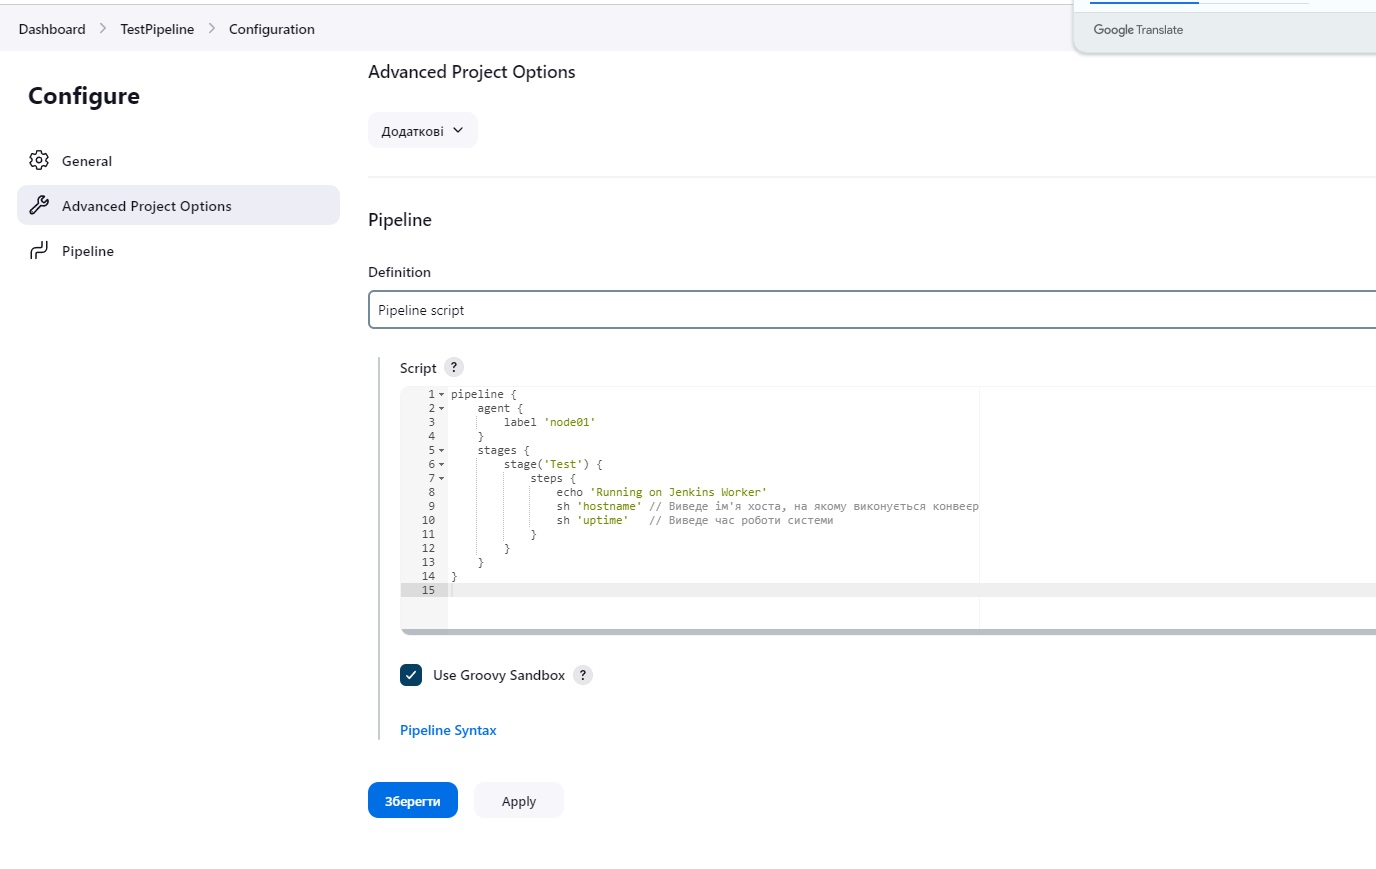 Google Translate
Dashboard > TestPipeline > Configuration
Configure
General
Advanced Project Options
Pipeline
Advanced Project Options
Додаткові
Pipeline
Definition
Pipeline script
Script ?
1 pipeline {
2     agent {
3         label 'node01'
4     }
5     stages {
6         stage('Test') {
7             steps {
8                 echo 'Running on Jenkins Worker'
9                 sh 'hostname' // Виведе ім'я хоста, на якому виконується конвеєр
10                 sh 'uptime'   // Виведе час роботи системи
11             }
12         }
13     }
14 }
15
Use Groovy Sandbox ?
Pipeline Syntax
Зберегти
Apply